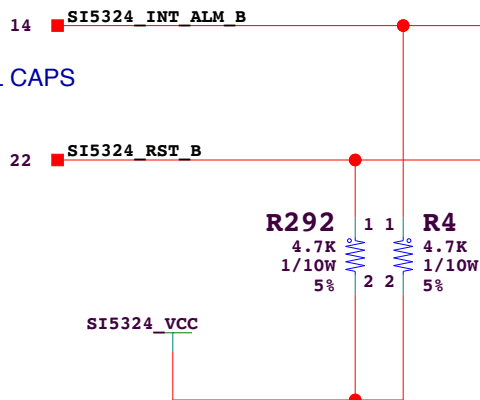 14 SI5324_INT_ALM_B
CAPS
22 SI5324_RST_B
R292 1 1 R4
4.7K 4.7K
1/10W 1/10W
5% 2 2 5%
SI5324_VCC